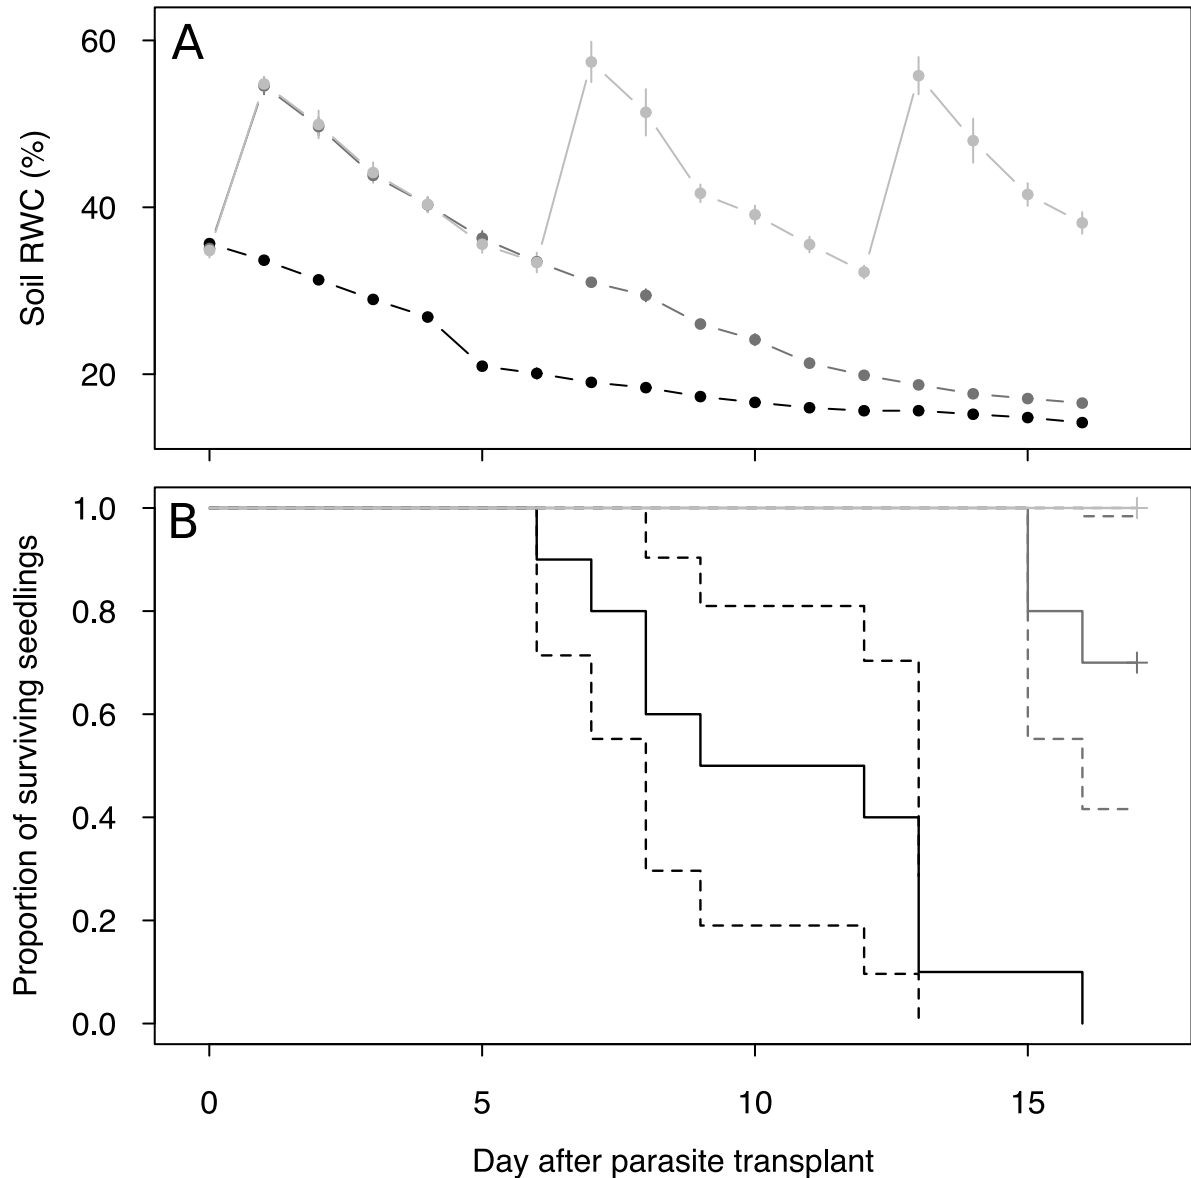 A
60
40
20
Soil RWC (%)
B
1.0
0.8
0.6
0.4
0.2
0.0
Proportion of surviving seedlings
0 5 10 15
Day after parasite transplant